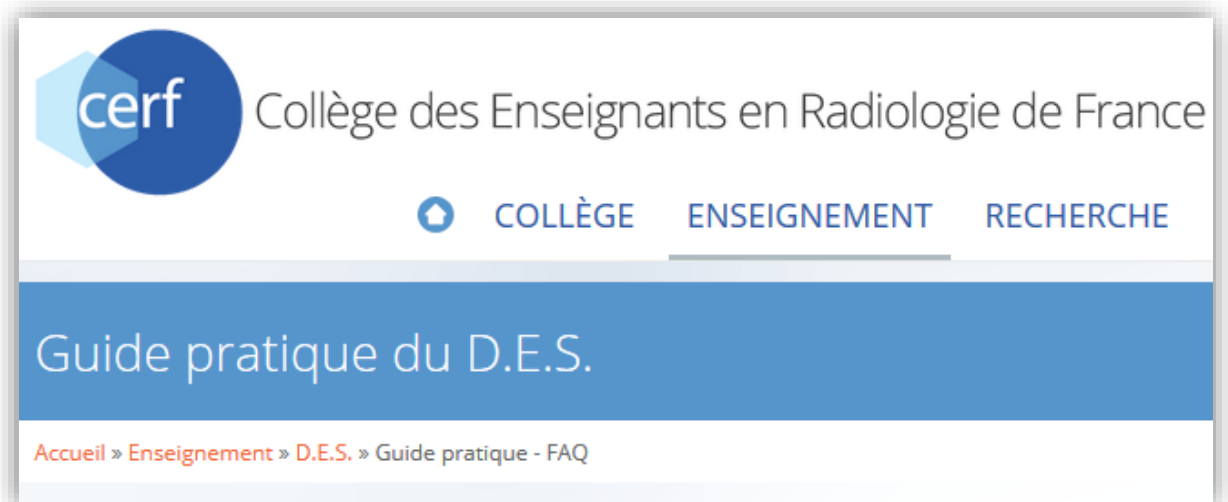 cerf
Collège des Enseignants en Radiologie de France
COLLÈGE ENSEIGNEMENT RECHERCHE
Guide pratique du D.E.S.
Accueil » Enseignement » D.E.S. » Guide pratique - FAQ